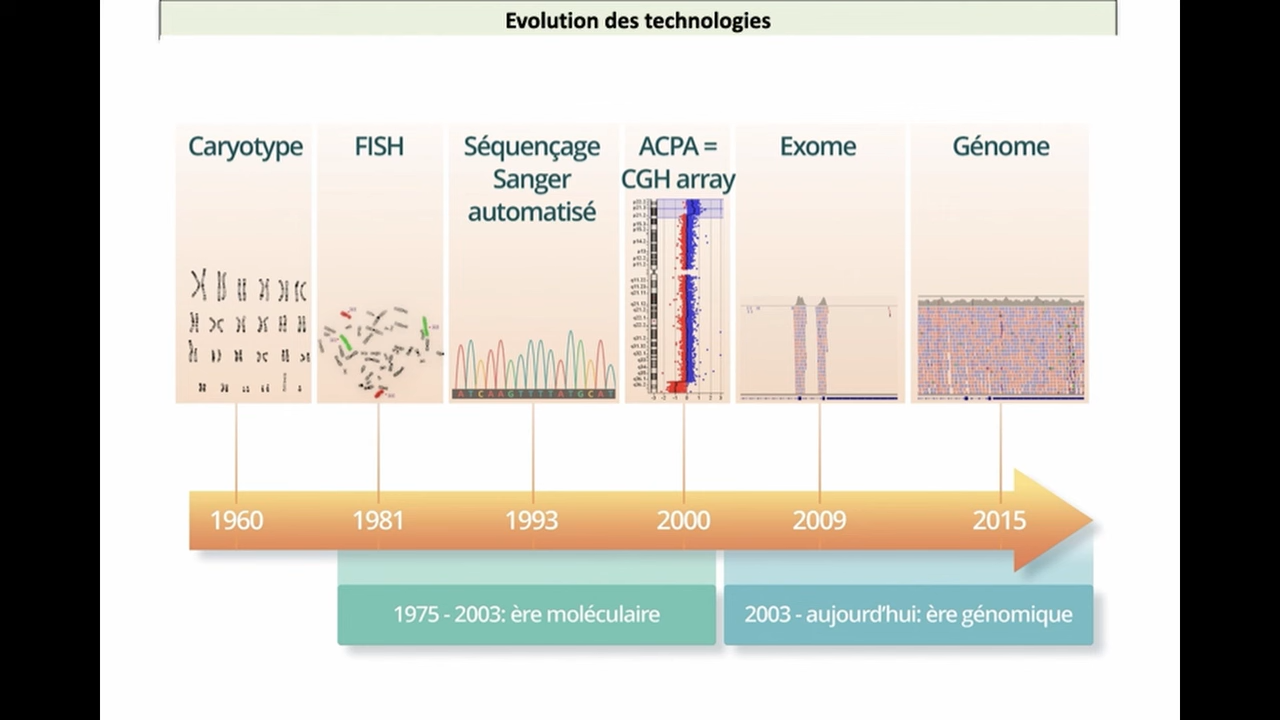 Evolution des technologies
Caryotype
FISH
Séquençage
Sanger
automatisé
ACPA =
CGH array
Exome
Génome
ATCAAGTTTTATGCAT
1960
1981
1993
2000
2009
2015
1975 - 2003: ère moléculaire
2003 - aujourd'hui: ère génomique